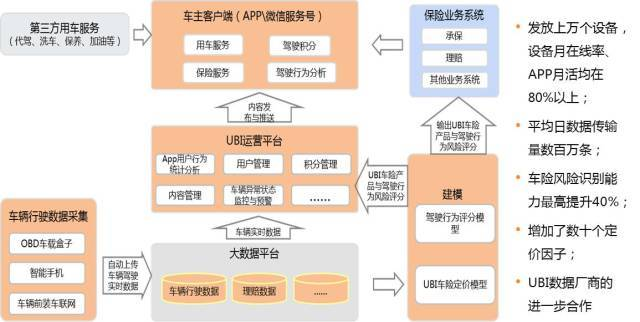 第三方用车服务
（代驾、洗车、保养、加油等）
车主客户端（APP\微信服务号）
用车服务
驾驶积分
保险服务
驾驶行为分析
保险业务系统
承保
理赔
其他业务系统
内容发
布与推送
输出UBI车险
产品与驾驶行
为风险评分
UBI运营平台
App用户行为
统计分析
用户管理
积分管理
内容管理
车辆异常状态
监控与预警
……
UBI车险产
品与驾驶行
为风险评分
建模
驾驶行为评分模
型
UBI车险定价模型
车辆行驶数据采集
OBD车载盒子
智能手机
车辆前装车联网
自动上传
车辆驾驶
实时数据
车辆实时数据
大数据平台
车辆行驶数据
理赔数据
……
• 发放上万个设备，
设备月在线率、
APP月活均在
80%以上；
• 平均日数据传输
量数百万条；
• 车险风险识别能
力最高提升40%；
• 增加了数十个定
价因子；
• UBI数据厂商的
进一步合作